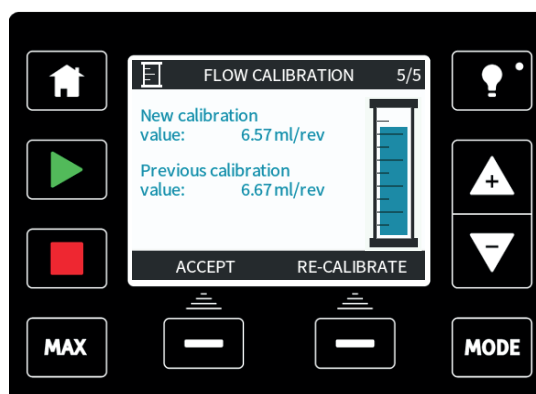 FLOW CALIBRATION 5/5
New calibration
value: 6.57 ml/rev
Previous calibration
value: 6.67 ml/rev
ACCEPT RE-CALIBRATE
+
-
MAX
MODE